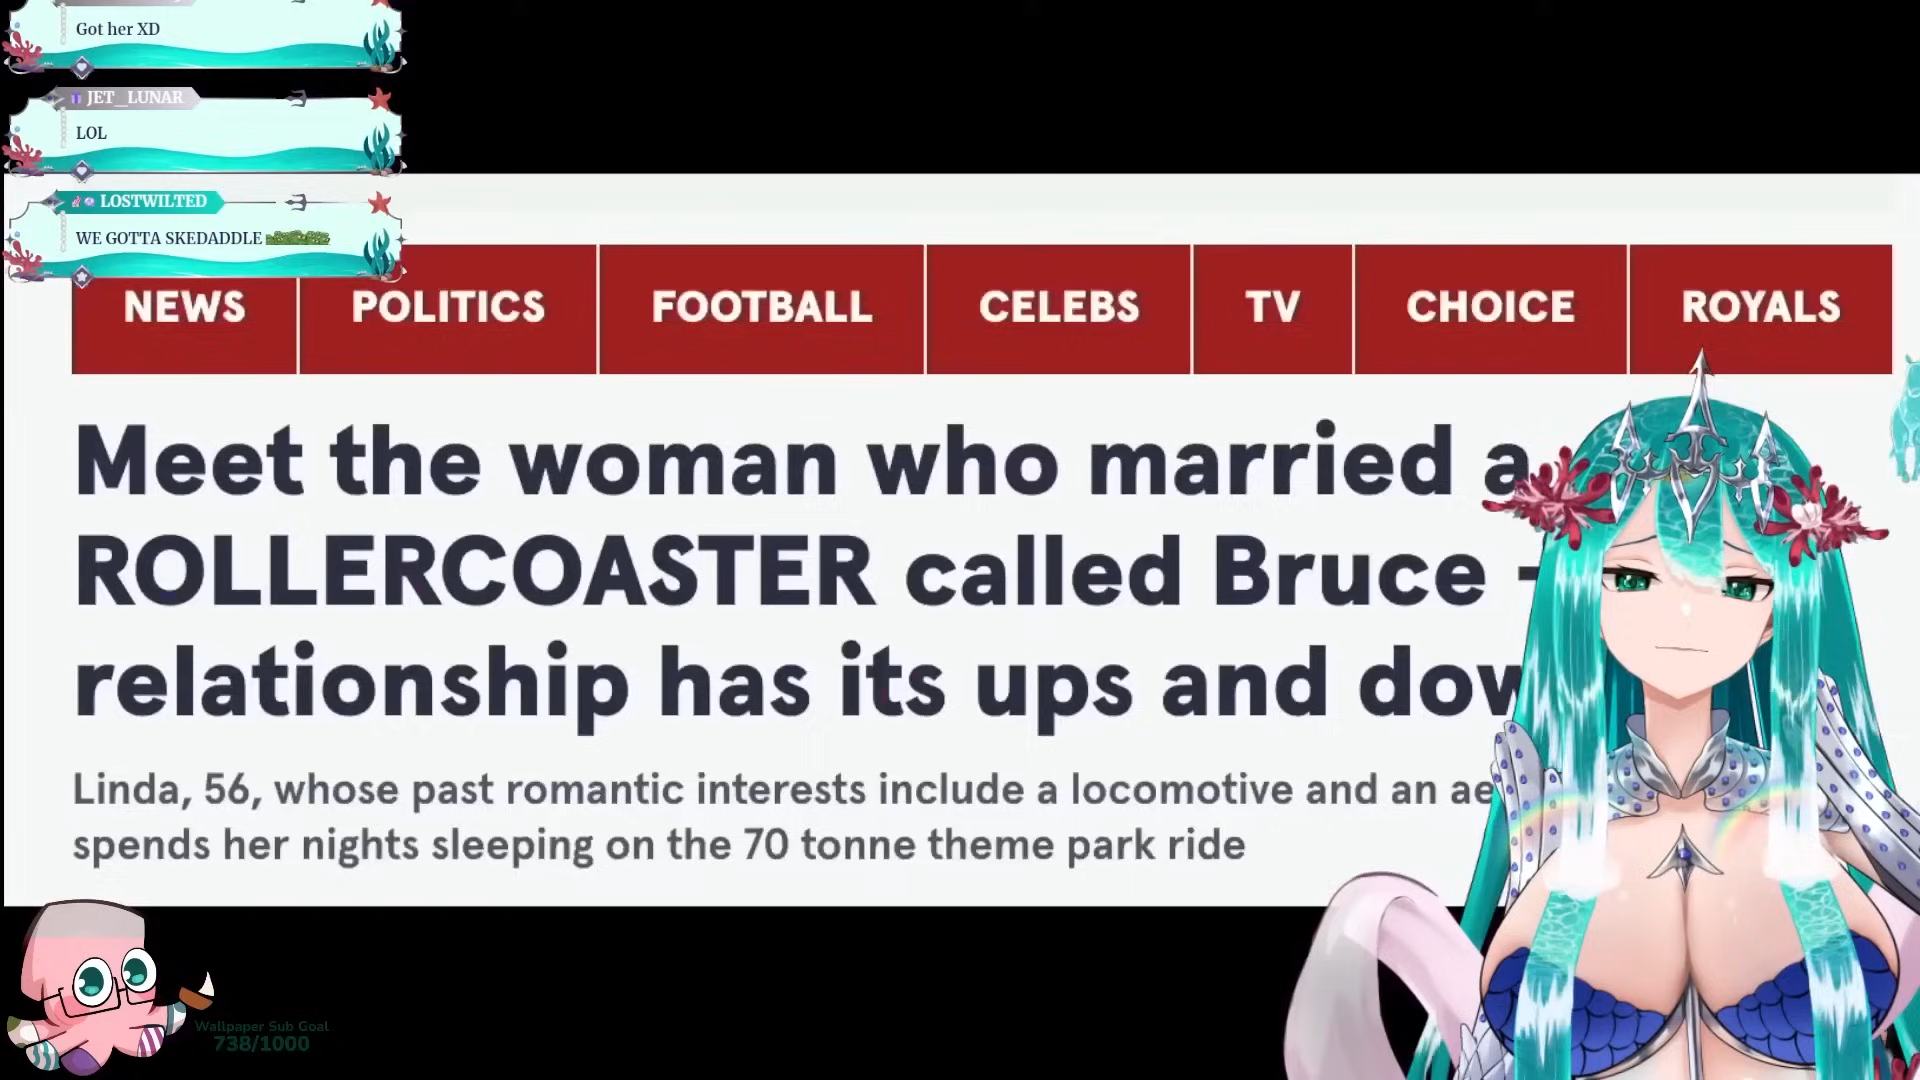 Got her XD
JET_LUNAR
LOL
LOSTWILTED
WE GOTTA SKEDADDLE
NEWS POLITICS FOOTBALL CELEBS TV CHOICE ROYALS
Meet the woman who married a
ROLLERCOASTER called Bruce -
relationship has its ups and dow
Linda, 56, whose past romantic interests include a locomotive and an ae
spends her nights sleeping on the 70 tonne theme park ride
Wallpaper Sub Goal
738/1000